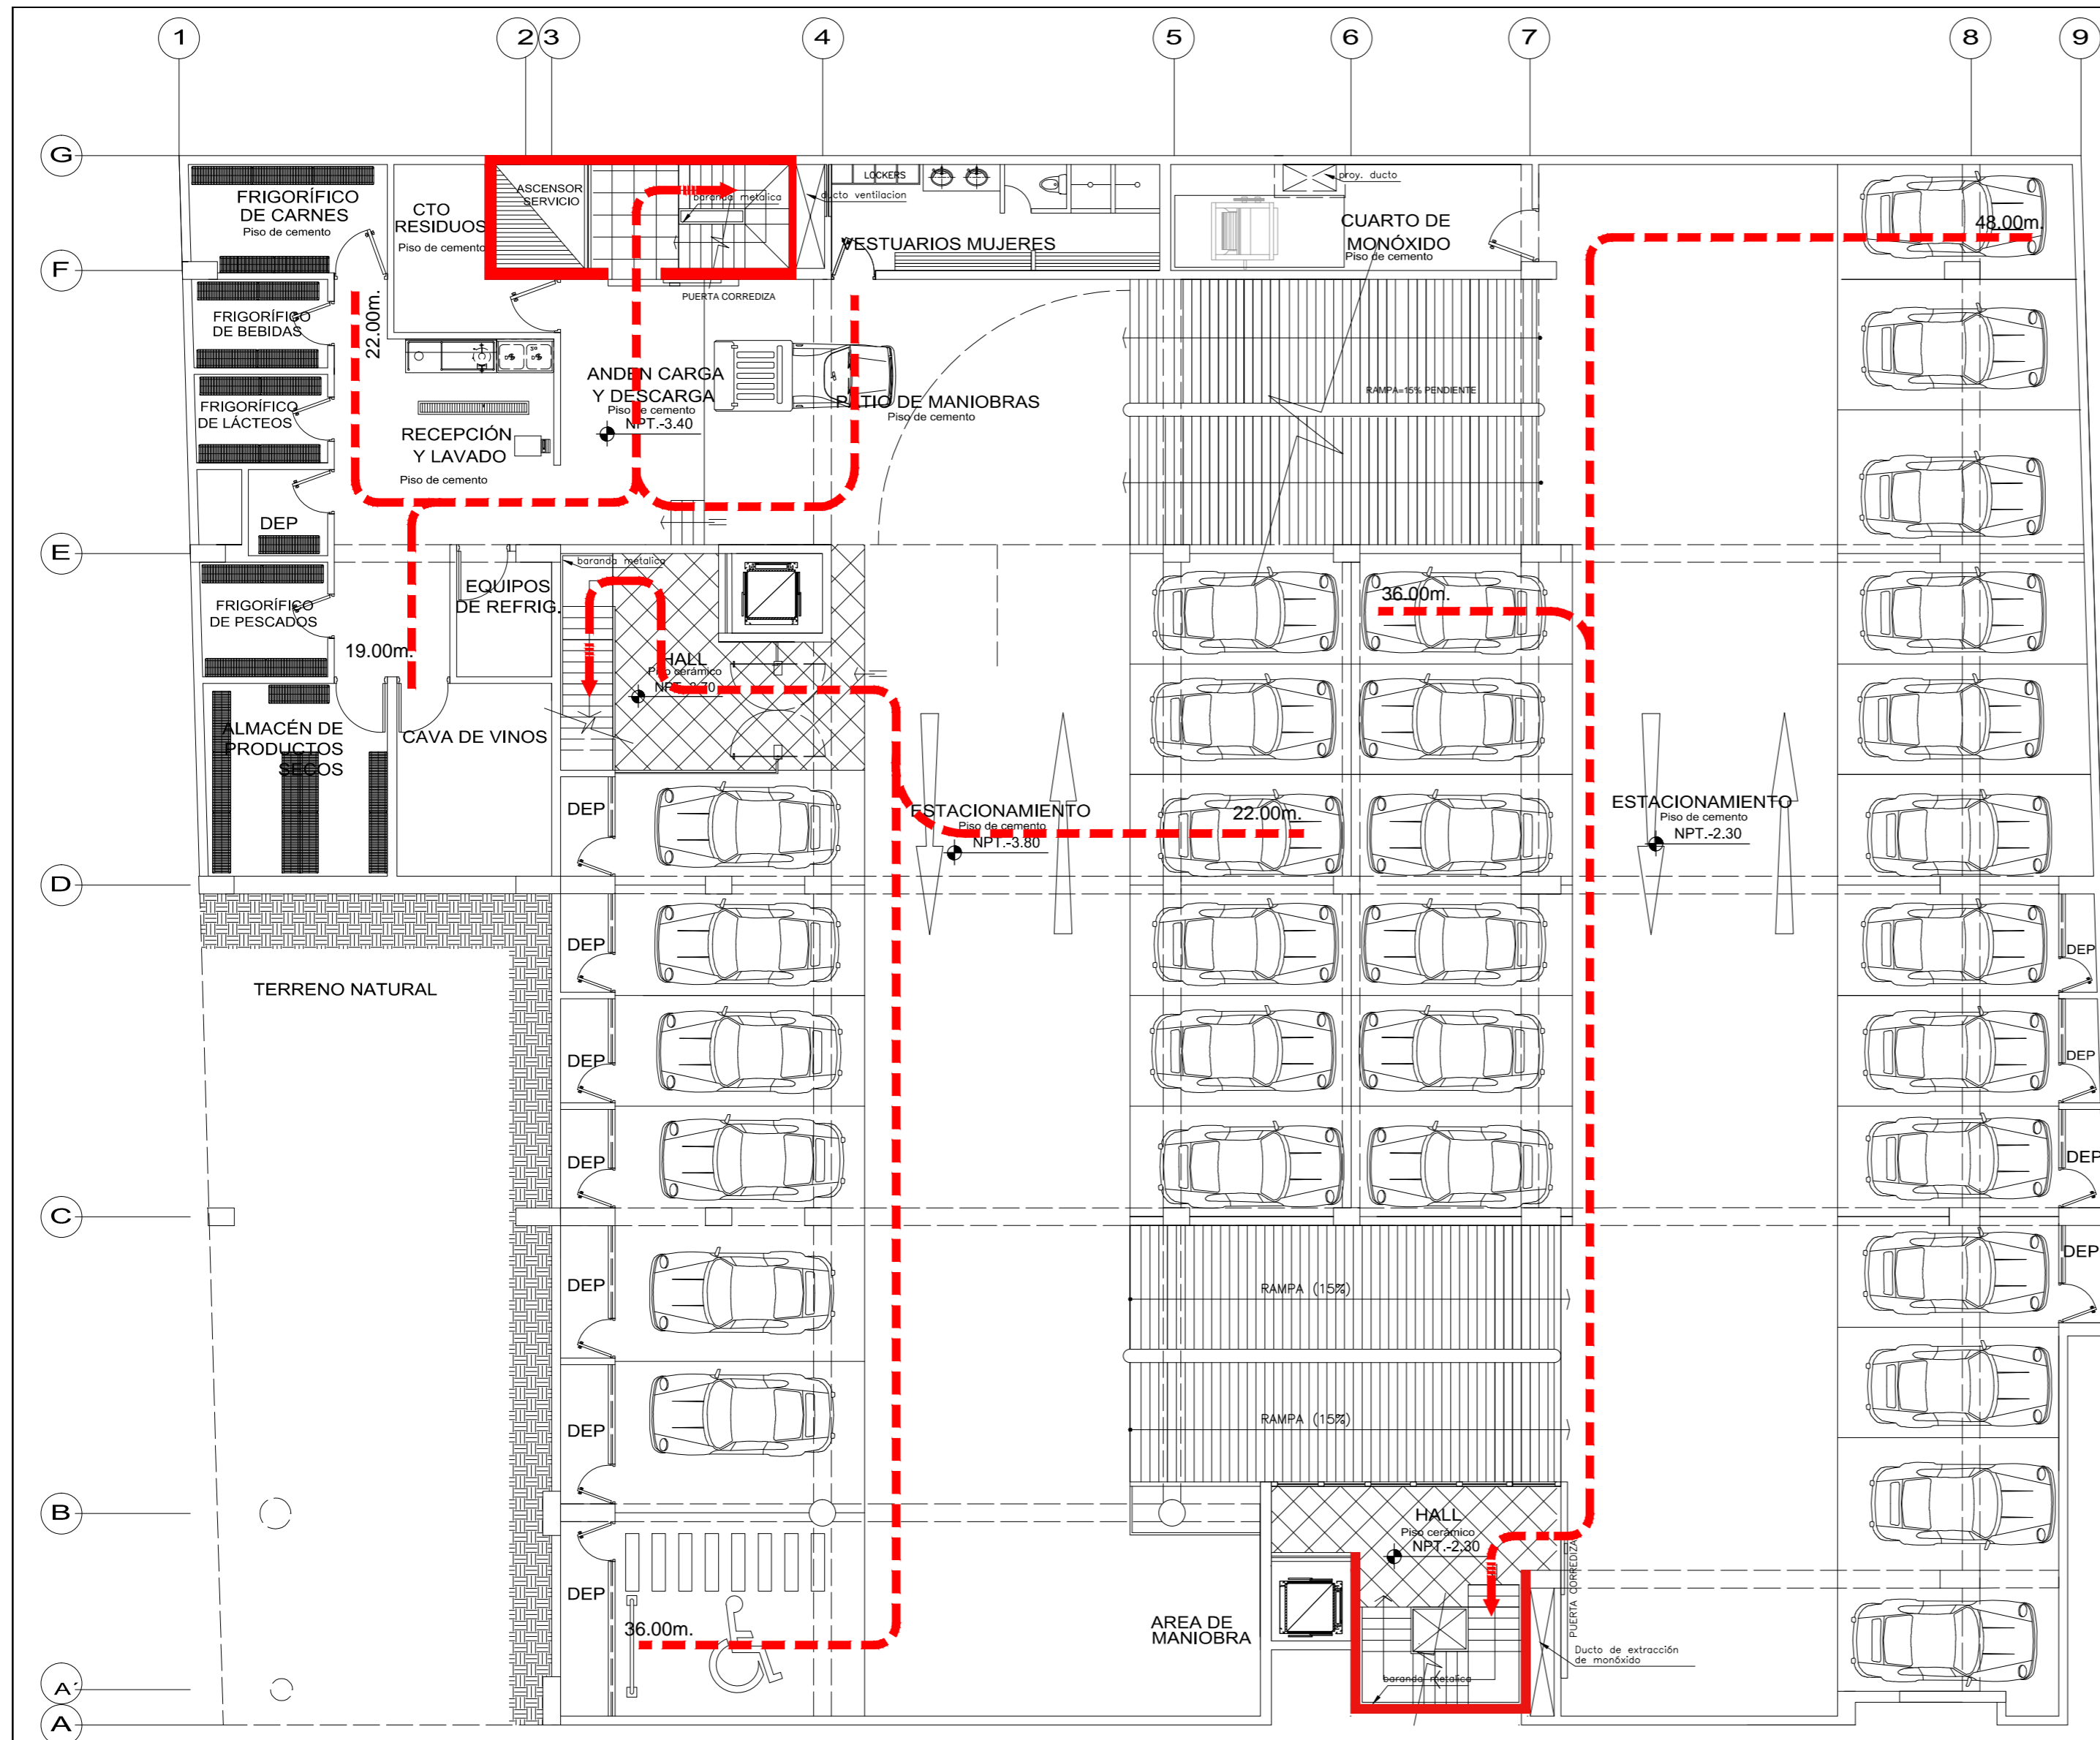 1
2
3
4
5
6
7
8
9
G
FRIGORÍFICO
DE CARNES
Piso de cemento
CTO
RESIDUOS
Piso de cemento
ASCENSOR
SERVICIO
baranda metalica
ducto ventilacion
LOCKERS
VESTUARIOS MUJERES
proy. ducto
CUARTO DE
MONÓXIDO
Piso de cemento
48.00m.
F
PUERTA CORREDIZA
22.00m.
FRIGORÍFICO
DE BEBIDAS
ANDEN CARGA
Y DESCARGA
Piso de cemento
NPT.-3.40
PATIO DE MANIOBRAS
Piso de cemento
RAMPA=15% PENDIENTE
FRIGORÍFICO
DE LÁCTEOS
RECEPCIÓN
Y LAVADO
Piso de cemento
DEP
E
baranda metalica
EQUIPOS
DE REFRIG.
FRIGORÍFICO
DE PESCADOS
36.00m.
19.00m.
HALL
Piso cerámico
ALMACÉN DE
PRODUCTOS
SECOS
CAVA DE VINOS
DEP
ESTACIONAMIENTO
Piso de cemento
NPT.-3.80
22.00m.
ESTACIONAMIENTO
Piso de cemento
NPT.-2.30
D
DEP
DEP
TERRENO NATURAL
DEP
DEP
DEP
DEP
C
DEP
DEP
RAMPA (15%)
RAMPA (15%)
DEP
B
HALL
Piso cerámico
NPT.-2.30
PUERTA CORREDIZA
DEP
36.00m.
AREA DE
MANIOBRA
Ducto de extracción
de monóxido
baranda metalica
A'
A